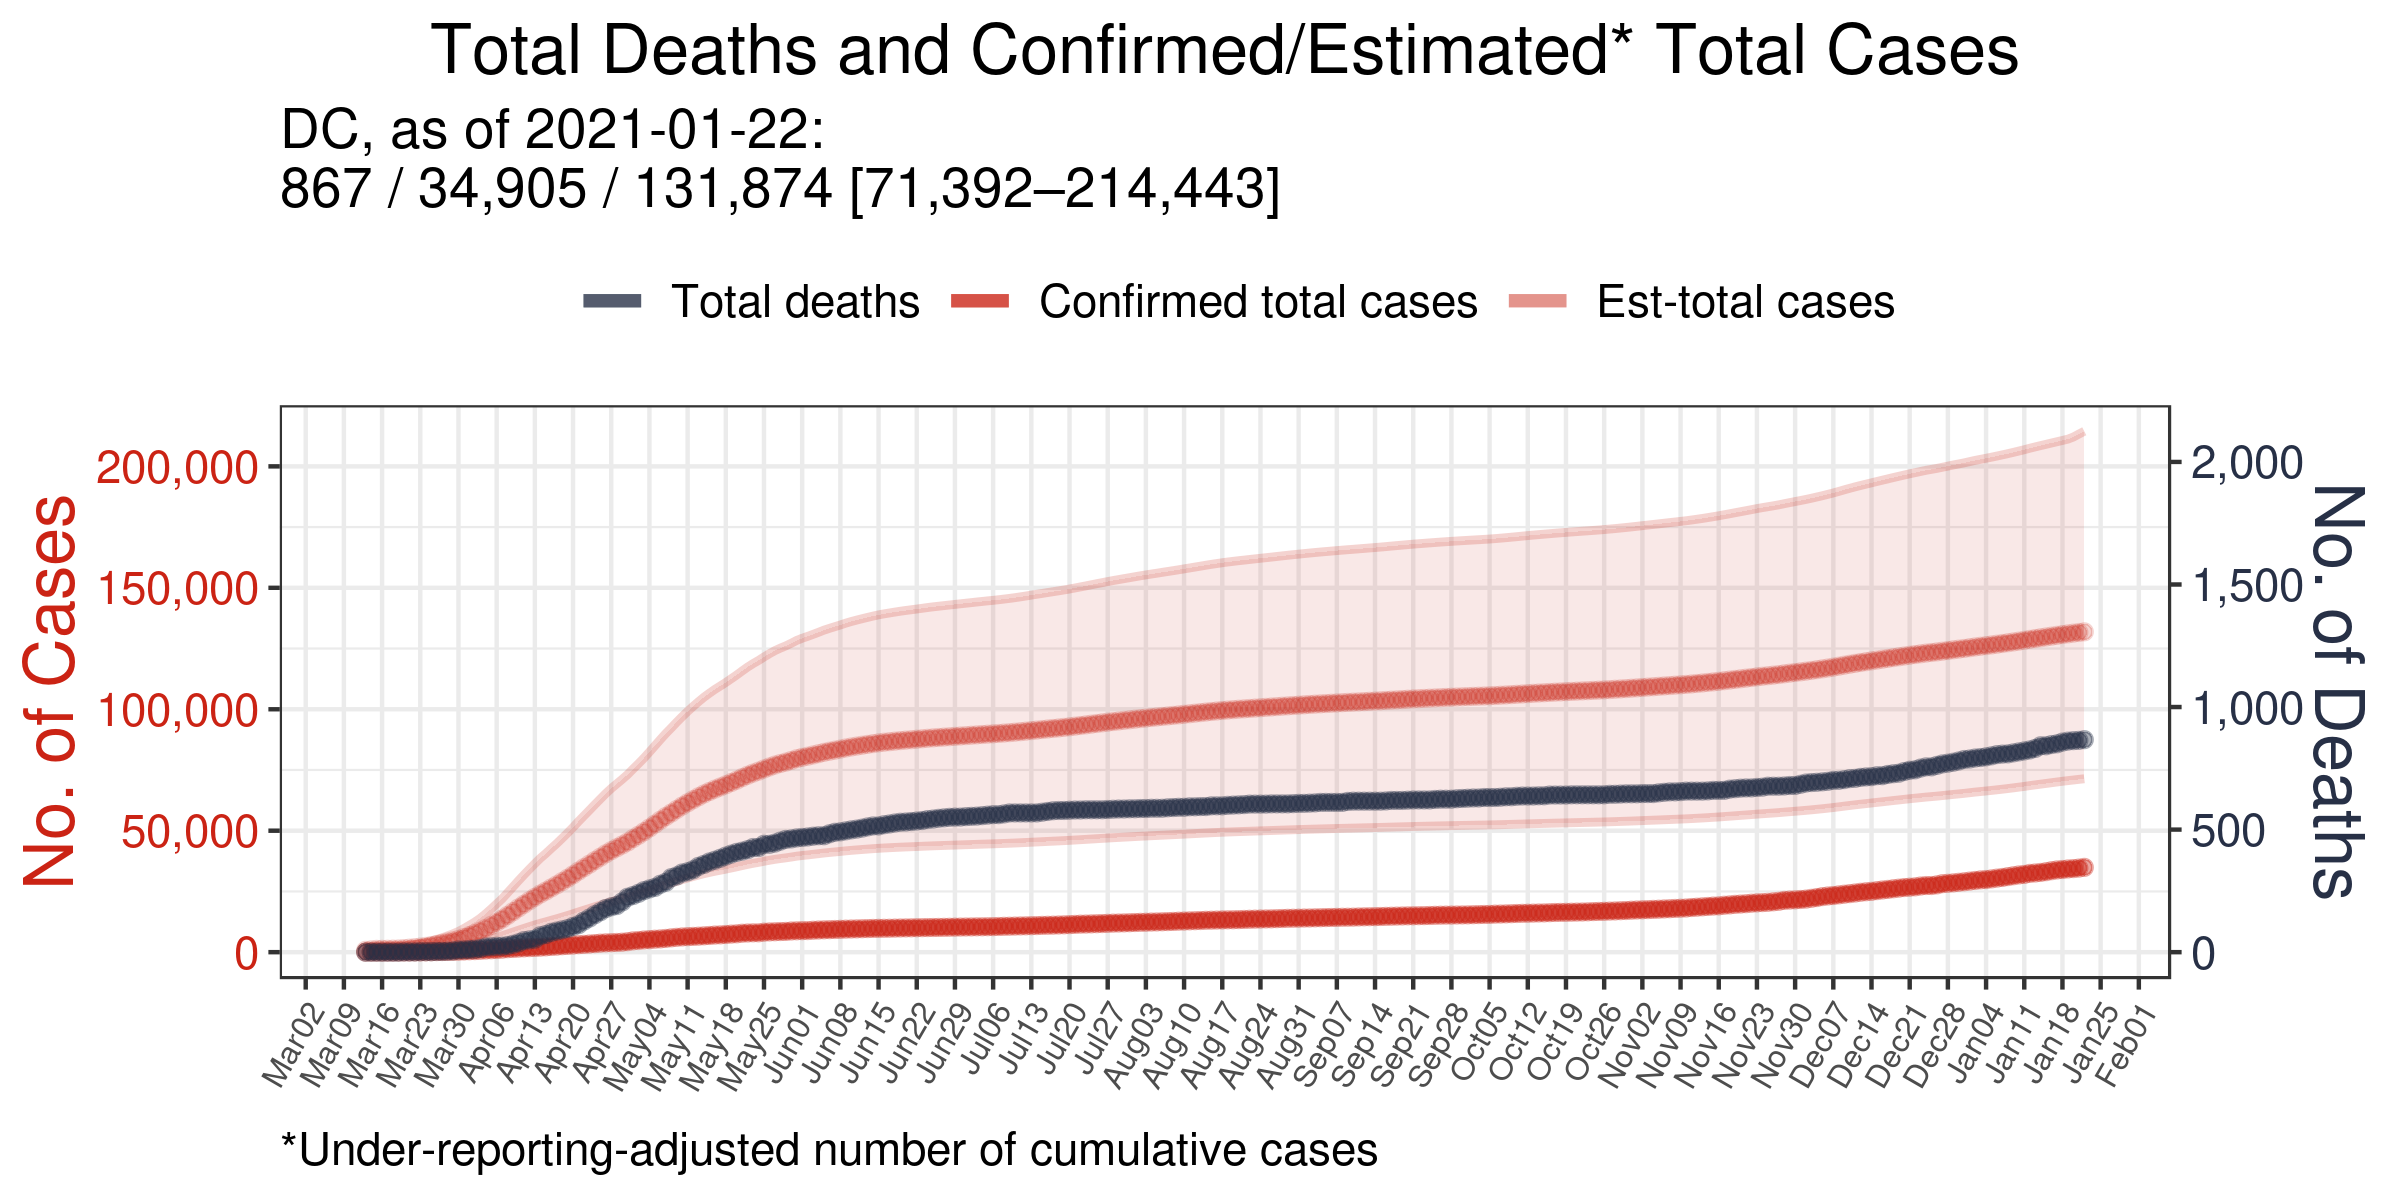 Total Deaths and Confirmed/Estimated* Total Cases
DC, as of 2021-01-22:
867 / 34,905 / 131,874 [71,392–214,443]
Total deaths
Confirmed total cases
Est-total cases
No. of Cases
200,000
150,000
100,000
50,000
0
2,000
1,500
1,000
500
0
No. of Deaths
Mar02
Mar09
Mar16
Mar23
Mar30
Apr06
Apr13
Apr20
Apr27
May04
May11
May18
May25
Jun01
Jun08
Jun15
Jun22
Jun29
Jul06
Jul13
Jul20
Jul27
Aug03
Aug10
Aug17
Aug24
Aug31
Sep07
Sep14
Sep21
Sep28
Oct05
Oct12
Oct19
Oct26
Nov02
Nov09
Nov16
Nov23
Nov30
Dec07
Dec14
Dec21
Dec28
Jan04
Jan11
Jan18
Jan25
Feb01
*Under-reporting-adjusted number of cumulative cases